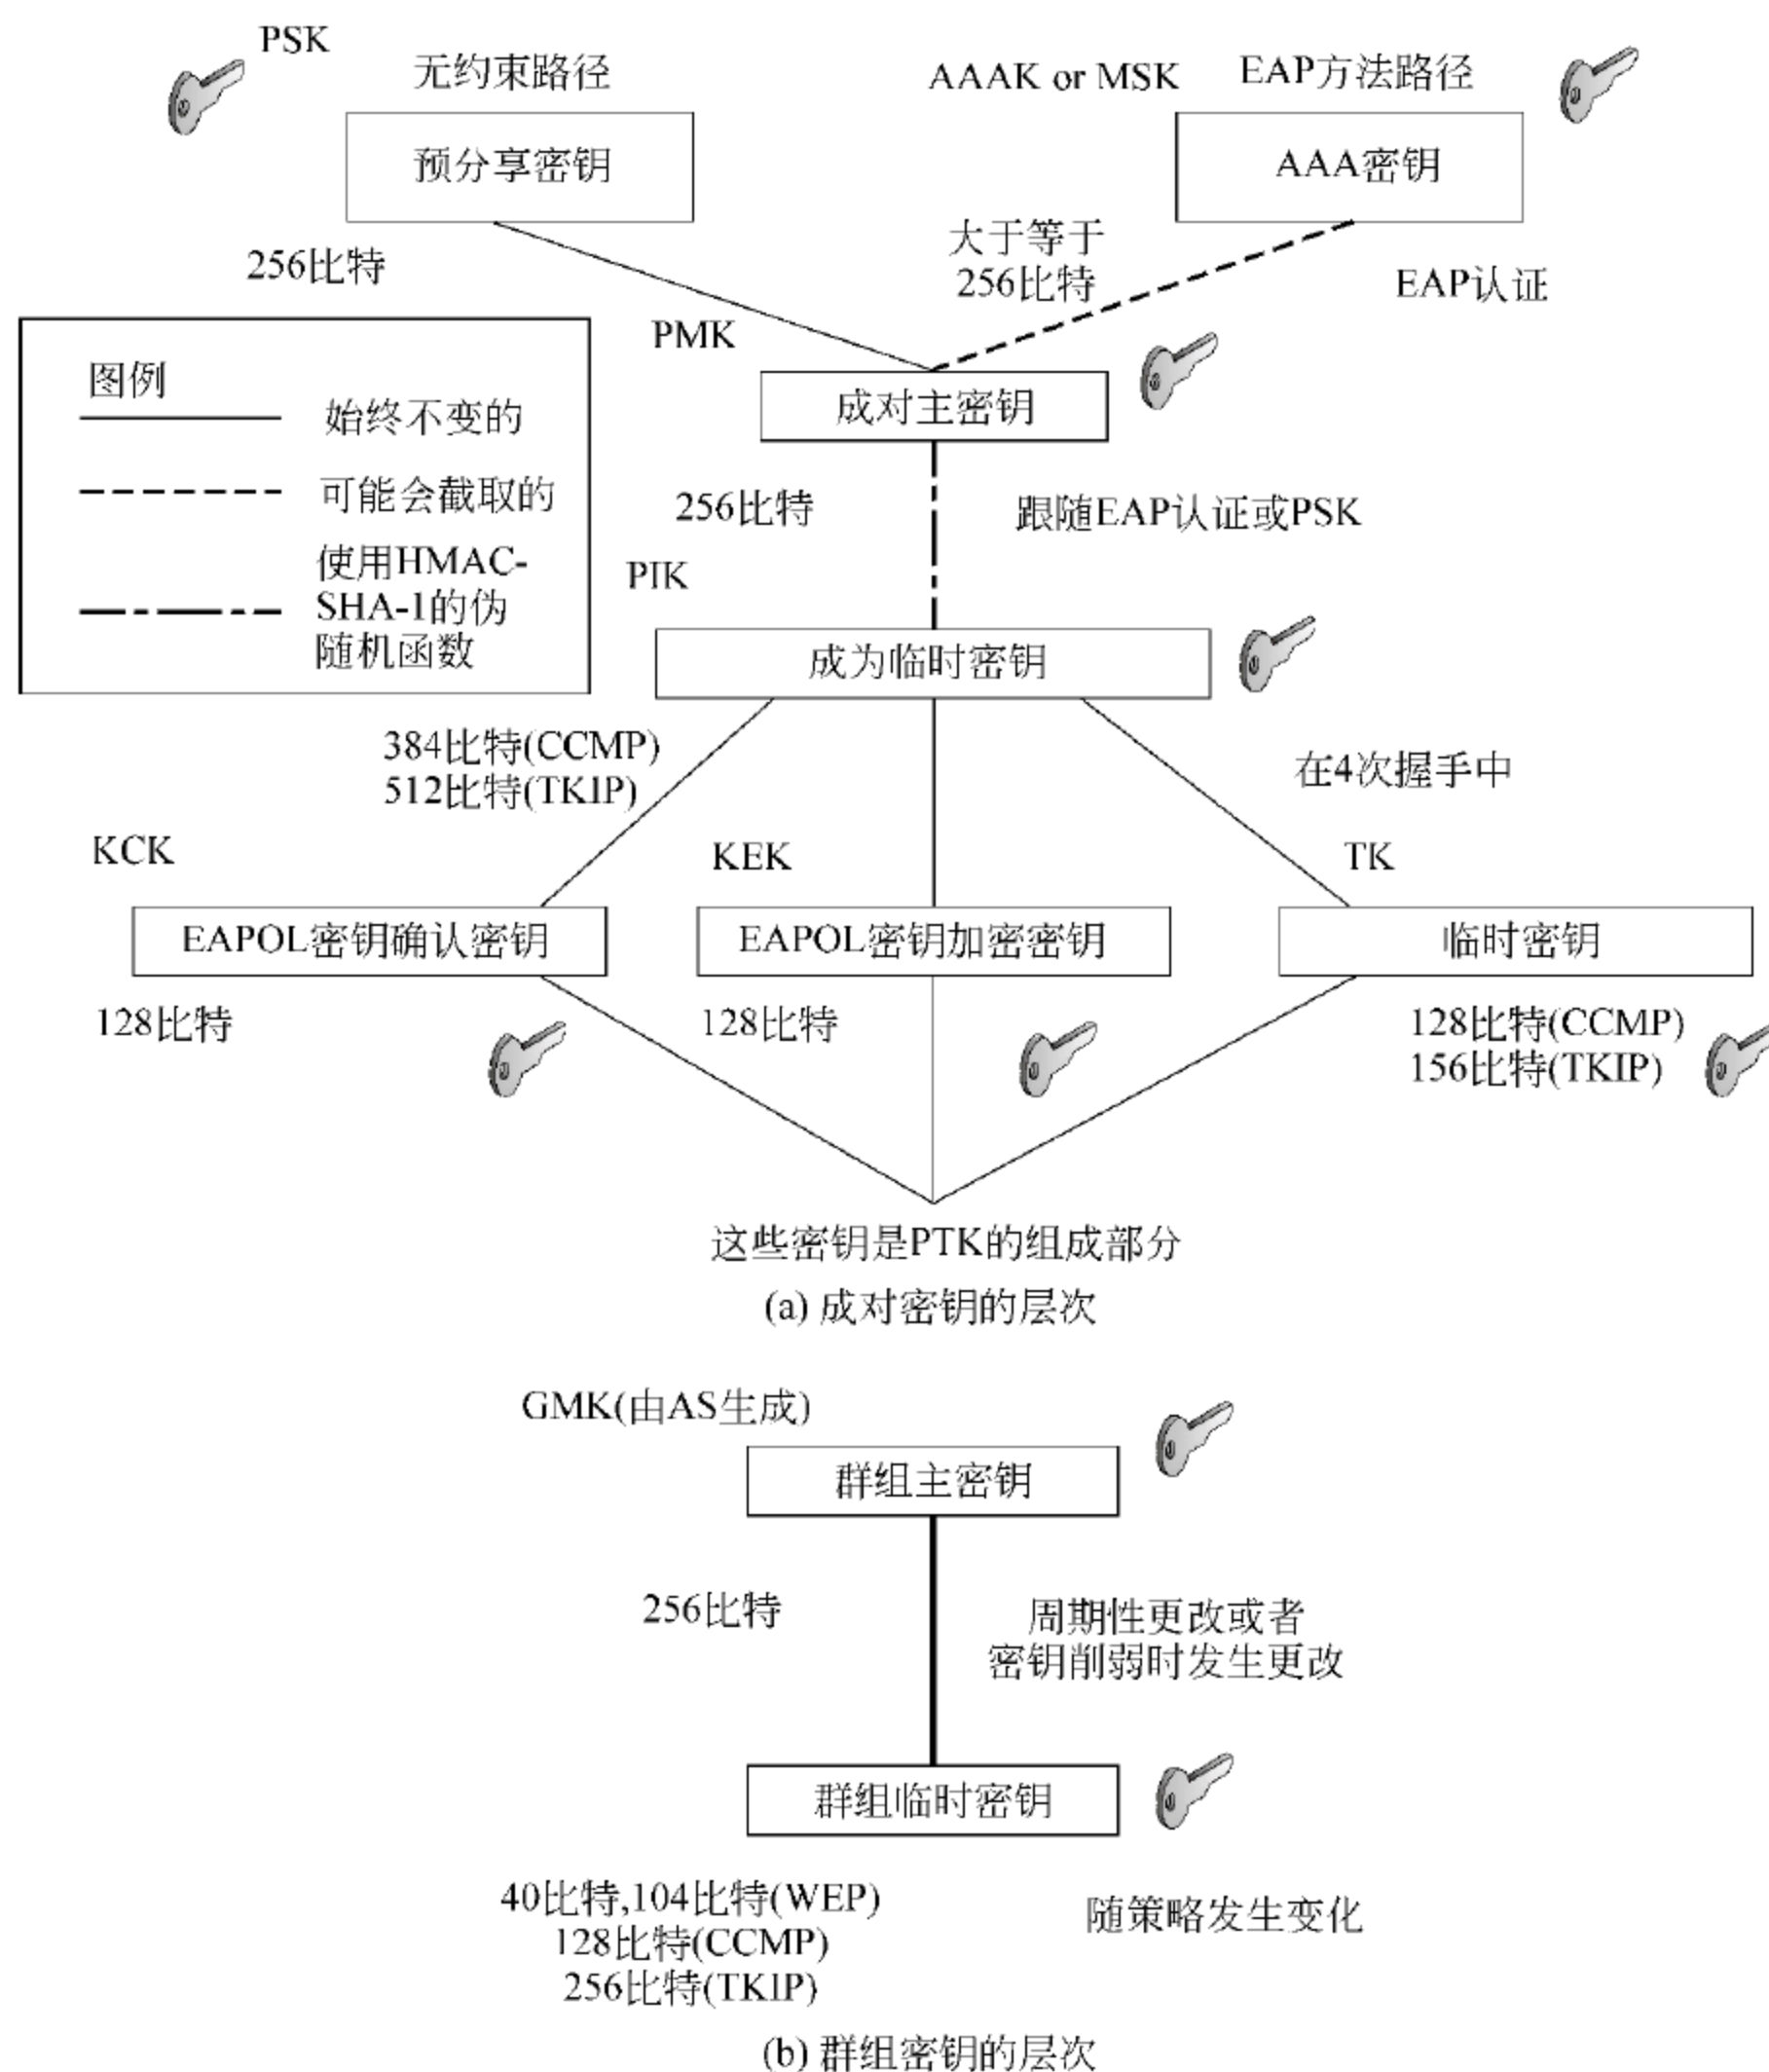 PSK
无约束路径
AAAK or MSK
EAP方法路径
预分享密钥
AAA密钥
256比特
大于等于
256比特
EAP认证
PMK
成对主密钥
图例
始终不变的
可能会截取的
使用HMAC-
SHA-1的伪
随机函数
256比特
跟随EAP认证或PSK
PIK
成为临时密钥
384比特(CCMP)
512比特(TKIP)
在4次握手中
KCK
KEK
TK
EAPOL密钥确认密钥
EAPOL密钥加密密钥
临时密钥
128比特
128比特
128比特(CCMP)
156比特(TKIP)
这些密钥是PTK的组成部分
(a) 成对密钥的层次
GMK(由AS生成)
群组主密钥
256比特
周期性更改或者
密钥削弱时发生更改
群组临时密钥
40比特,104比特(WEP)
128比特(CCMP)
256比特(TKIP)
随策略发生变化
(b) 群组密钥的层次